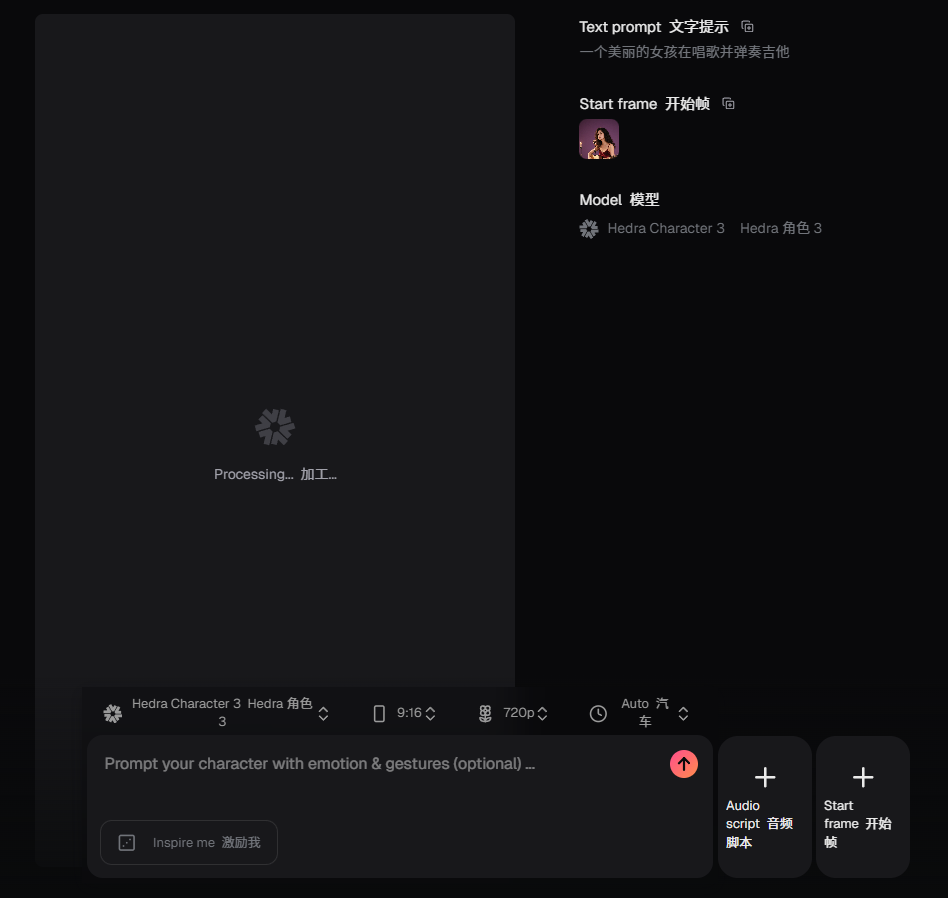 Text prompt 文字提示
一个美丽的女孩在唱歌并弹奏吉他
Start frame 开始帧
Model 模型
Hedra Character 3 Hedra 角色 3
Processing... 加工...
Hedra Character 3 Hedra 角色
3
9:16
720p
Auto 汽
车
Prompt your character with emotion & gestures (optional) ...
Inspire me 激励我
Audio
script 音频
脚本
Start
frame 开始
帧